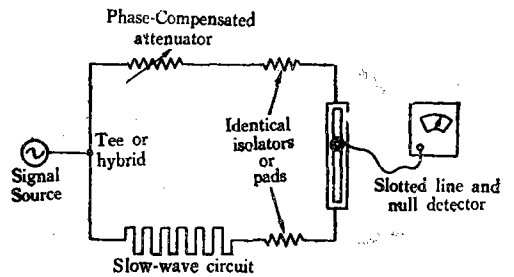 Phase-Compensated
attenuator
Tee or
hybrid
Identical
isolators
or
pads
Signal
Source
Slotted line and
null detector
Slow-wave circuit